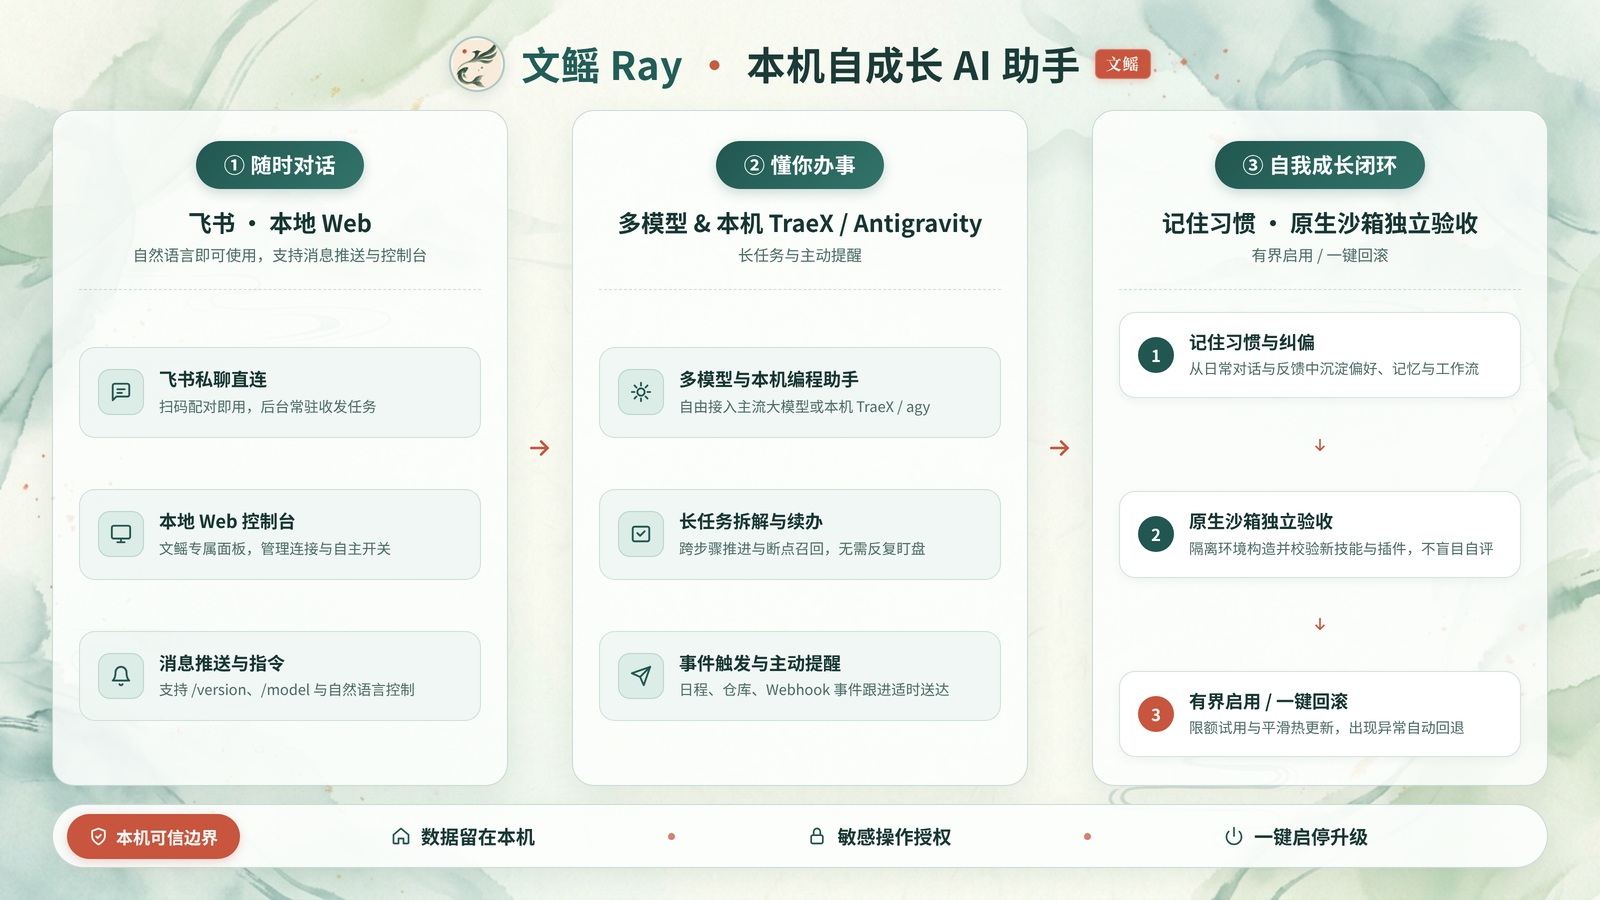 文鳐 Ray • 本机自成长 AI 助手
文鳐
① 随时对话
飞书 • 本地 Web
自然语言即可使用，支持消息推送与控制台
飞书私聊直连
扫码配对即用，后台常驻收发任务
本地 Web 控制台
文鳐专属面板，管理连接与自主开关
消息推送与指令
支持 /version、/model 与自然语言控制
→
② 懂你办事
多模型 & 本机 TraeX / Antigravity
长任务与主动提醒
多模型与本机编程助手
自由接入主流大模型或本机 TraeX / agy
长任务拆解与续办
跨步骤推进与断点召回，无需反复盯盘
事件触发与主动提醒
日程、仓库、Webhook 事件跟进适时送达
→
③ 自我成长闭环
记住习惯 • 原生沙箱独立验收
有界启用 / 一键回滚
1
记住习惯与纠偏
从日常对话与反馈中沉淀偏好、记忆与工作流
↓
2
原生沙箱独立验收
隔离环境构造并校验新技能与插件，不盲目自评
↓
3
有界启用 / 一键回滚
限额试用与平滑热更新，出现异常自动回退
本机可信边界
数据留在本机 • 敏感操作授权 • 一键启停升级